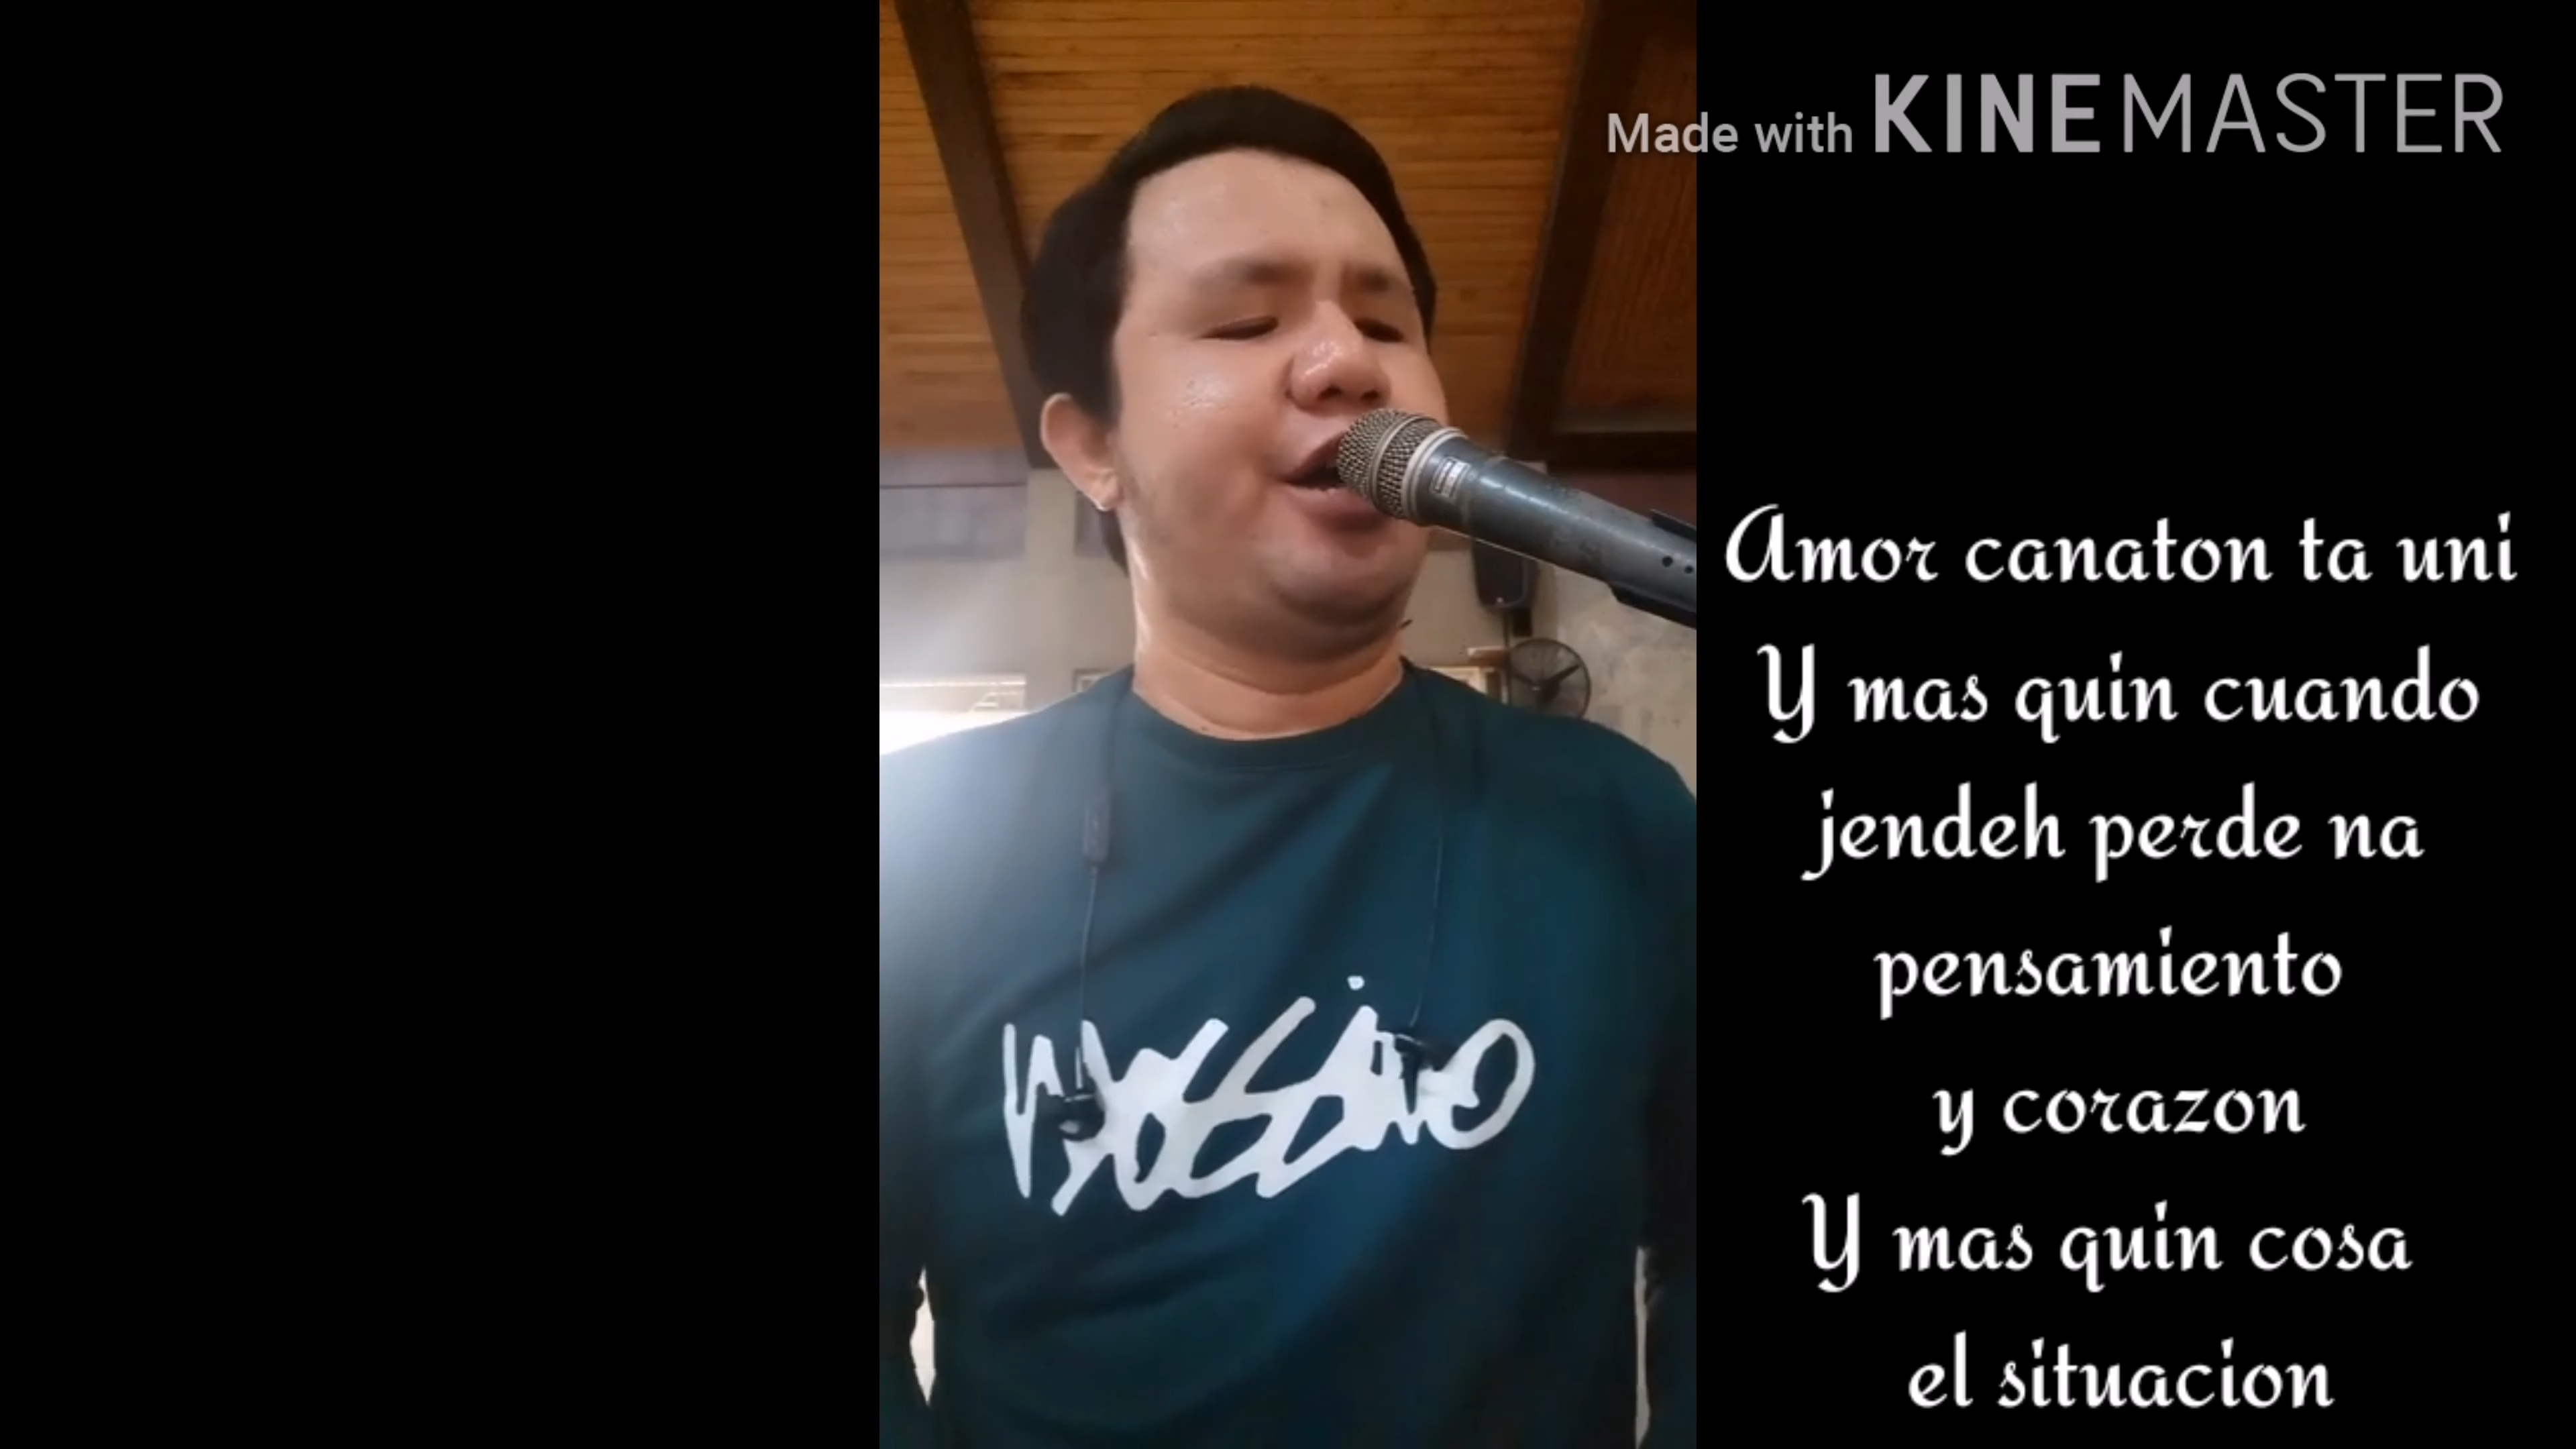 Made with KINEMASTER
Mossimo
Amor canaton ta uni
Y mas quin cuando
jendeh perde na
pensamiento
y corazon
Y mas quin cosa
el situacion